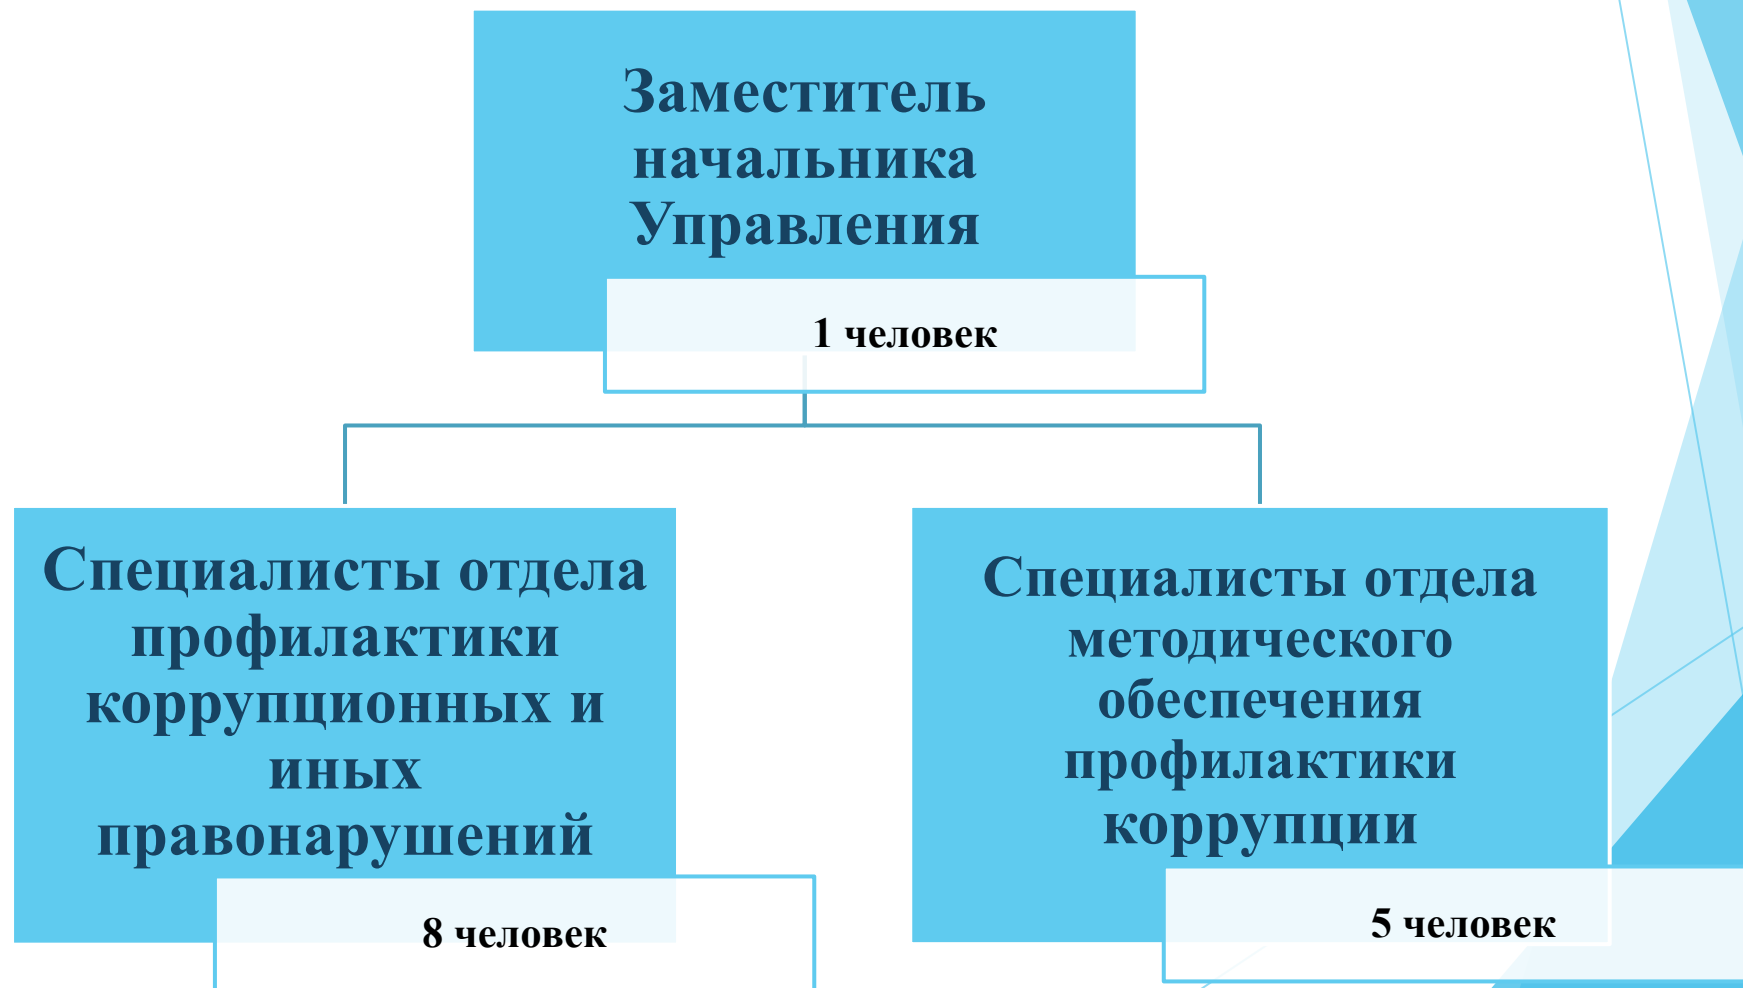 Заместитель
начальника
Управления
1 человек
Специалисты отдела
профилактики
коррупционных и
иных
правонарушений
8 человек
Специалисты отдела
методического
обеспечения
профилактики
коррупции
5 человек